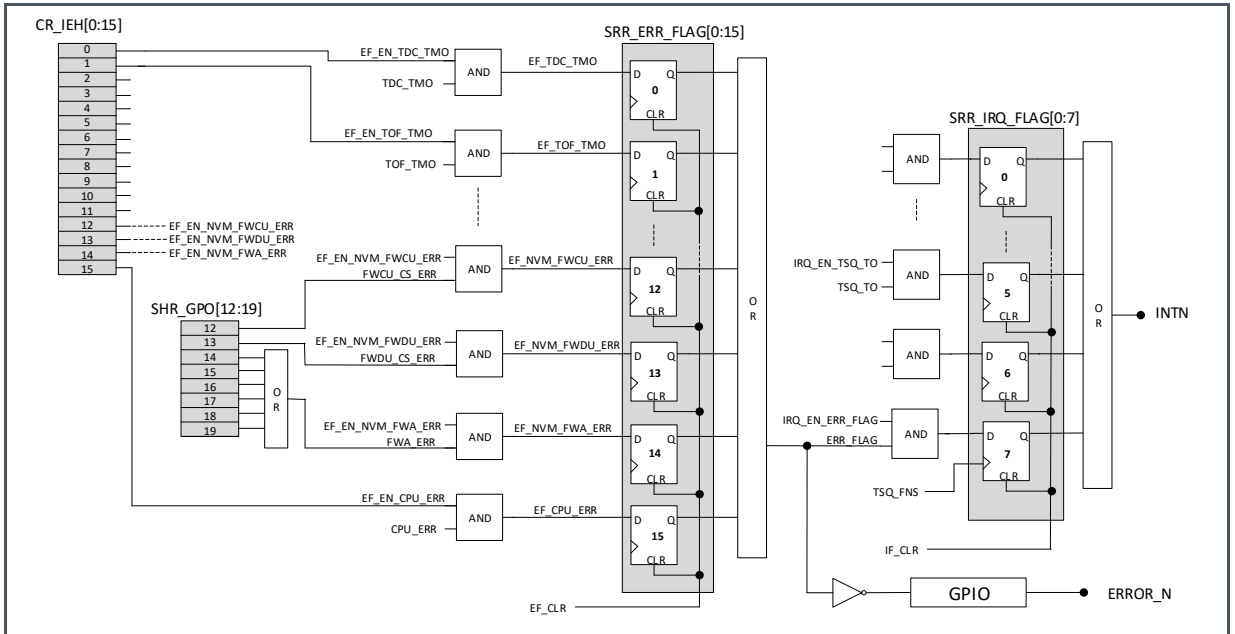 CR_IEH[0:15]
0
1
2
3
4
5
6
7
8
9
10
11
12
13
14
15
EF_EN_NVM_FWCU_ERR
EF_EN_NVM_FWDU_ERR
EF_EN_NVM_FWA_ERR
SHR_GPO[12:19]
12
13
14
15
16
17
18
19
OR
EF_EN_TDC_TMO
TDC_TMO
AND
EF_TDC_TMO
EF_EN_TOF_TMO
TOF_TMO
AND
EF_TOF_TMO
EF_EN_NVM_FWCU_ERR
FWCU_CS_ERR
AND
EF_NVM_FWCU_ERR
EF_EN_NVM_FWDU_ERR
FWDU_CS_ERR
AND
EF_NVM_FWDU_ERR
EF_EN_NVM_FWA_ERR
FWA_ERR
AND
EF_NVM_FWA_ERR
EF_EN_CPU_ERR
CPU_ERR
AND
EF_CPU_ERR
SRR_ERR_FLAG[0:15]
D Q
0
CLR
D Q
1
CLR
D Q
12
CLR
D Q
13
CLR
D Q
14
CLR
D Q
15
CLR
EF_CLR
OR
SRR_IRQ_FLAG[0:7]
AND
D Q
0
CLR
IRQ_EN_TSQ_TO
TSQ_TO
AND
D Q
5
CLR
AND
D Q
6
CLR
IRQ_EN_ERR_FLAG
ERR_FLAG
AND
D Q
7
CLR
TSQ_FNS
IF_CLR
OR
INTN
GPIO
ERROR_N